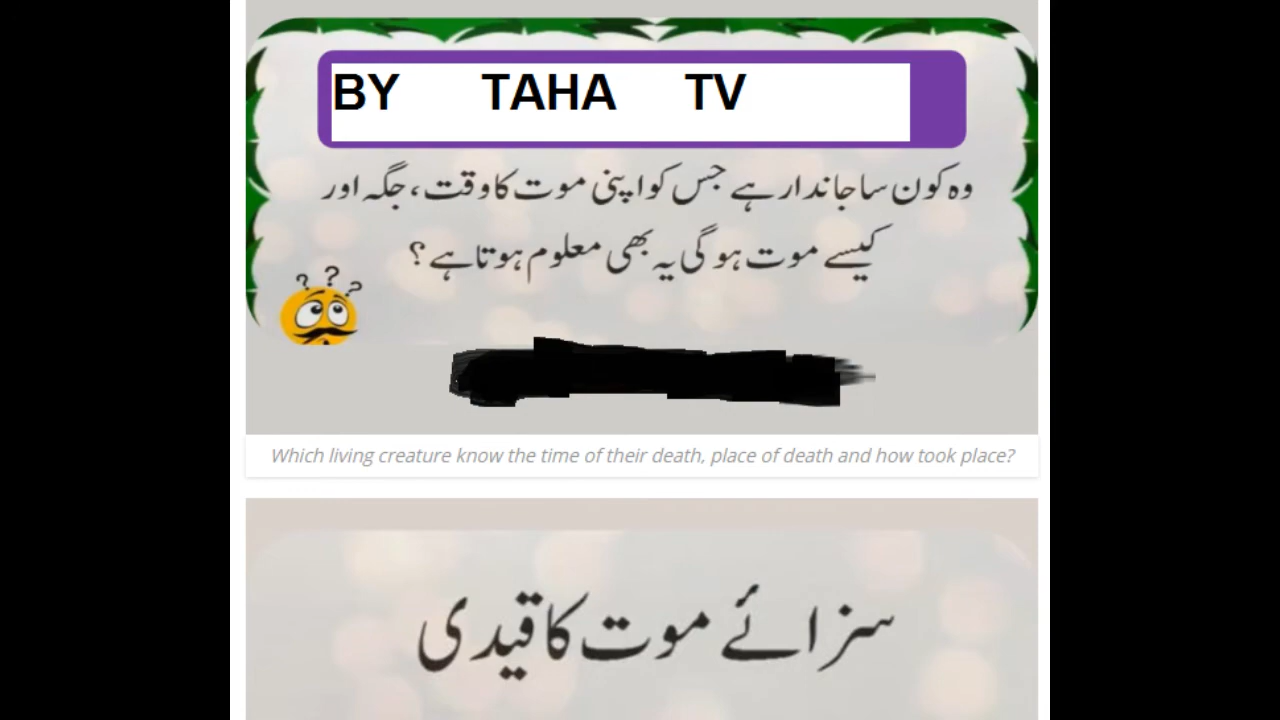 BY TAHA TV
وہ کون سا جاندار ہے جس کو اپنی موت کا وقت، جگہ اور
کیسے موت ہو گی یہ بھی معلوم ہوتا ہے ؟
? ? ?
Which living creature know the time of their death, place of death and how took place?
سزائے موت کا قیدی